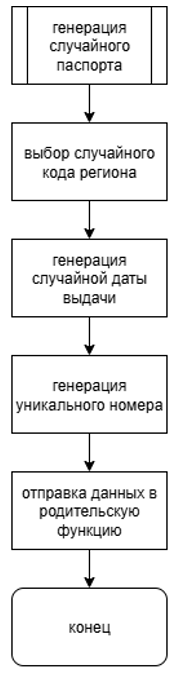 генерация
случайного
паспорта
выбор случайного
кода региона
генерация
случайной даты
выдачи
генерация
уникального номера
отправка данных в
родительскую
функцию
конец